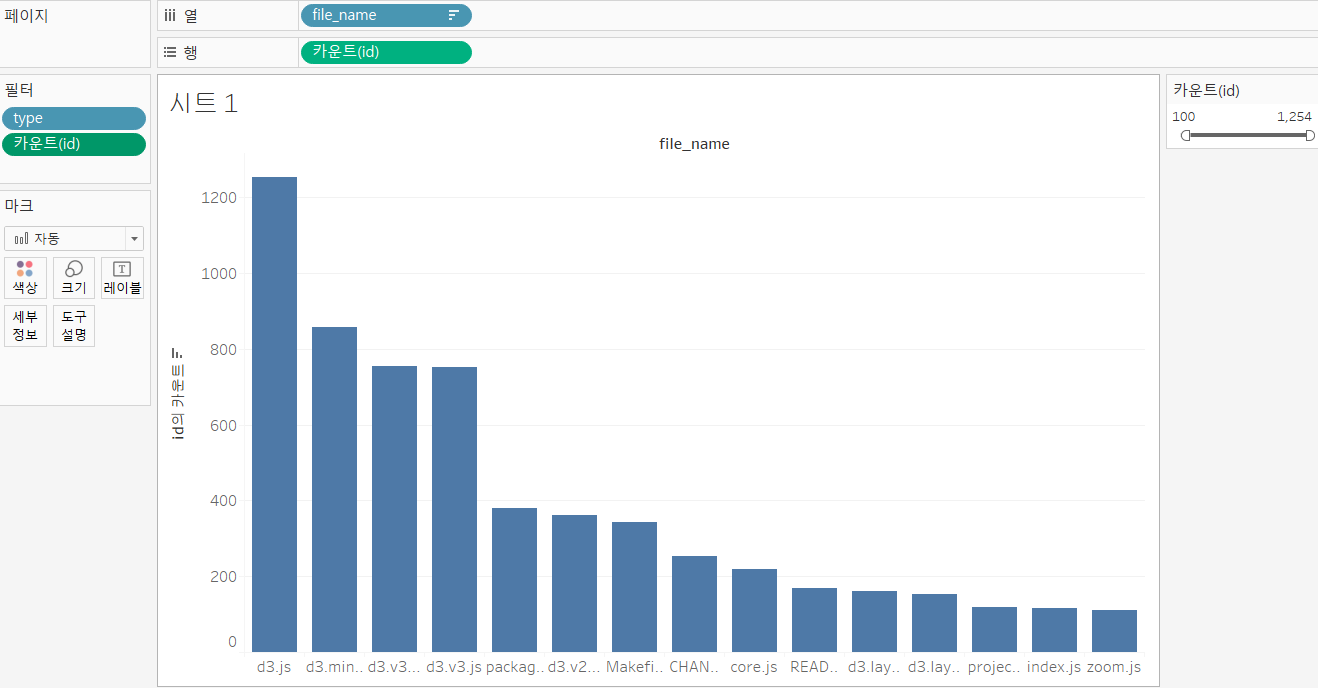 페이지
열
file_name
행
카운트(id)
필터
type
카운트(id)
마크
자동
색상
크기
레이블
세부
정보
도구
설명
시트 1
file_name
id의 카운트
1200
1000
800
600
400
200
0
d3.js
d3.min..
d3.v3...
d3.v3.js
packag..
d3.v2...
Makefi..
CHAN..
core.js
READ..
d3.lay..
d3.lay..
projec..
index.js
zoom.js
카운트(id)
100
1,254